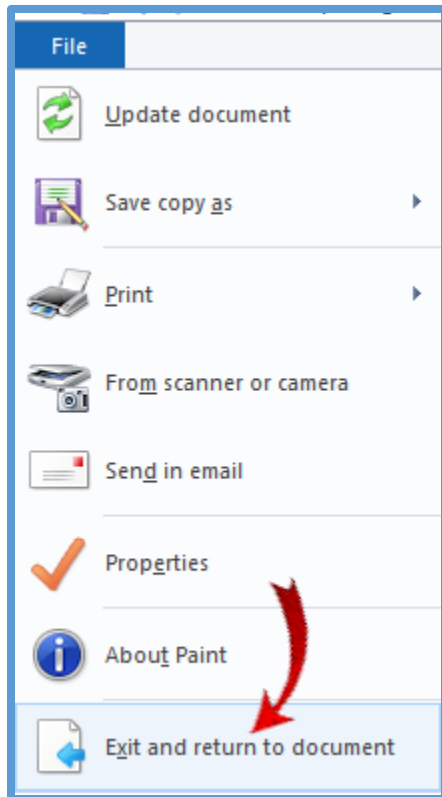 File
Update document
Save copy as
Print
From scanner or camera
Send in email
Properties
About Paint
Exit and return to document